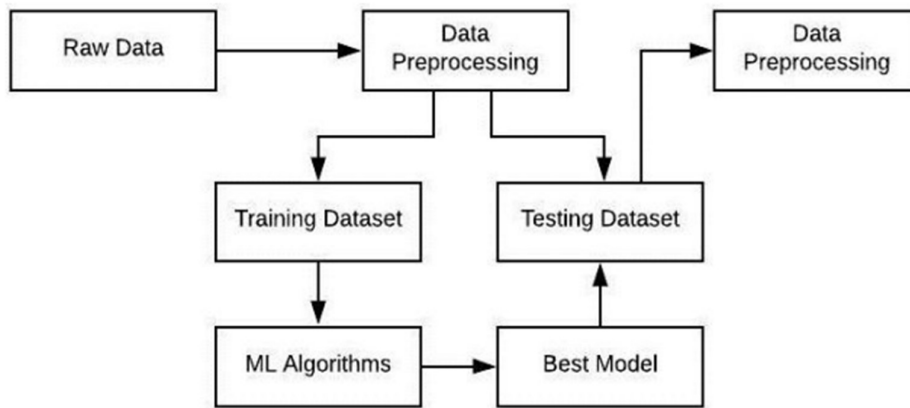 Raw Data
Data
Preprocessing
Data
Preprocessing
Training Dataset
Testing Dataset
ML Algorithms
Best Model